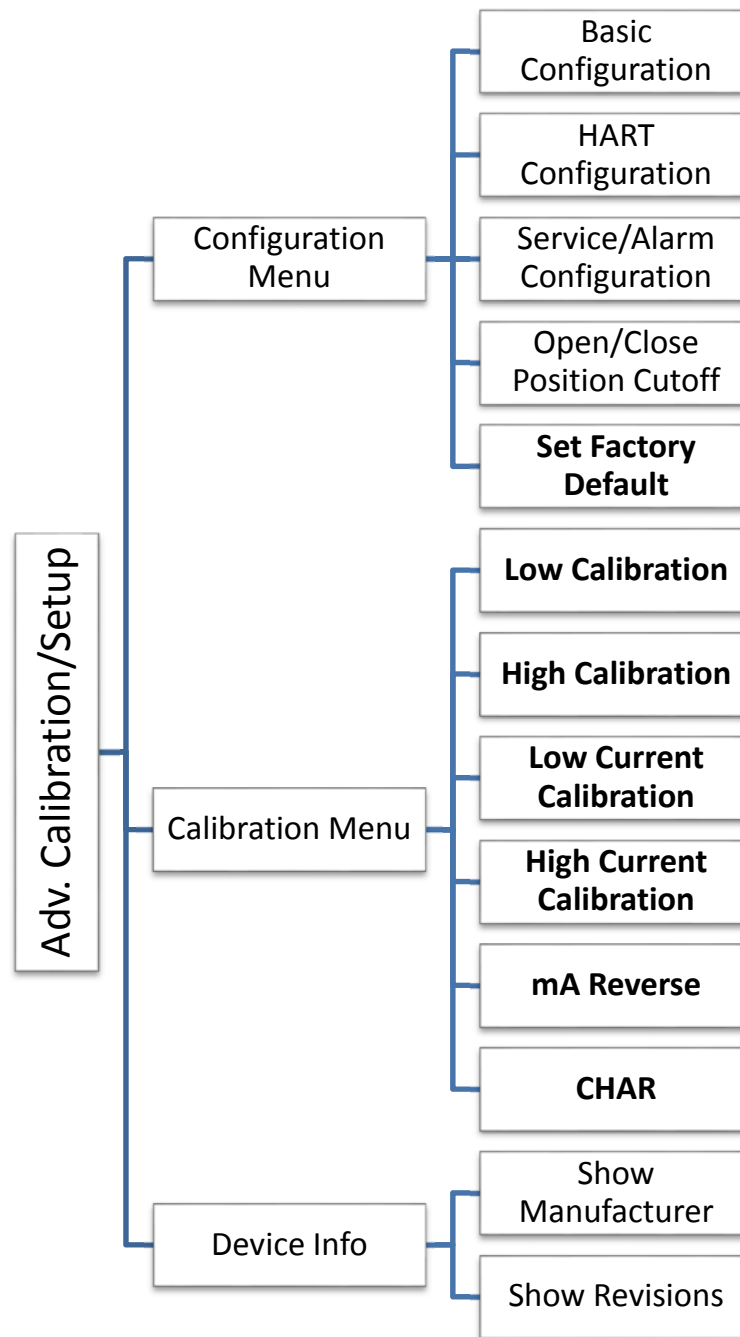 Adv. Calibration/Setup
Configuration
Menu
Basic
Configuration
HART
Configuration
Service/Alarm
Configuration
Open/Close
Position Cutoff
Set Factory
Default
Calibration Menu
Low Calibration
High Calibration
Low Current
Calibration
High Current
Calibration
mA Reverse
CHAR
Device Info
Show
Manufacturer
Show Revisions